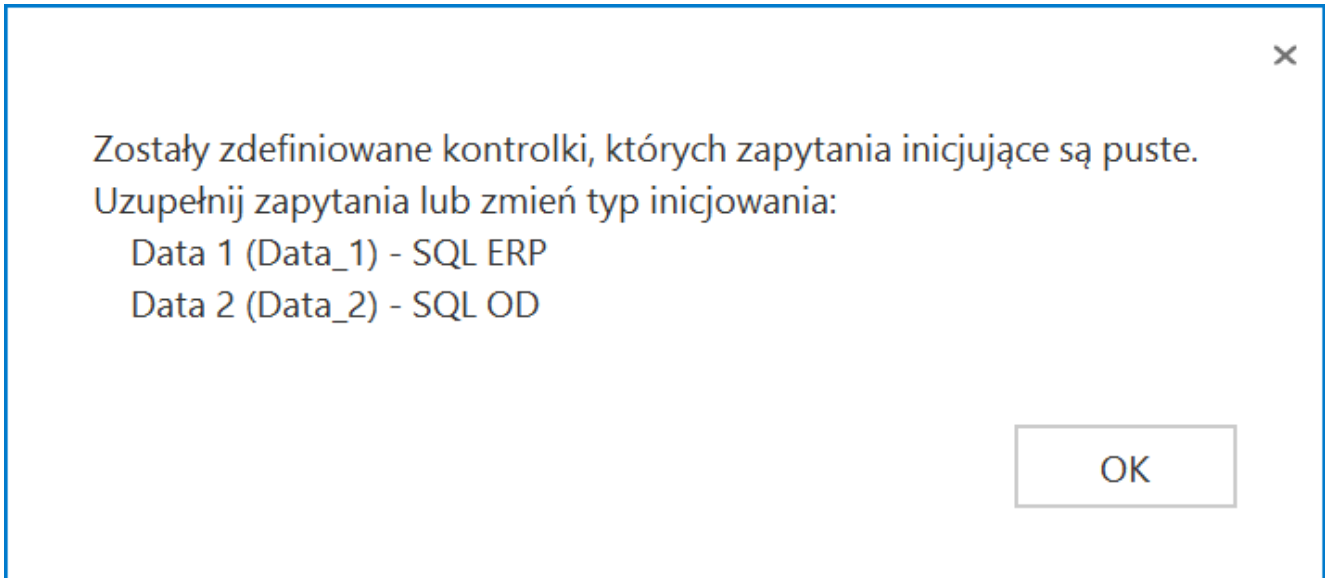 Zostały zdefiniowane kontrolki, których zapytania inicjujące są puste.
Uzupełnij zapytania lub zmień typ inicjowania:
Data 1 (Data_1) - SQL ERP
Data 2 (Data_2) - SQL OD
OK